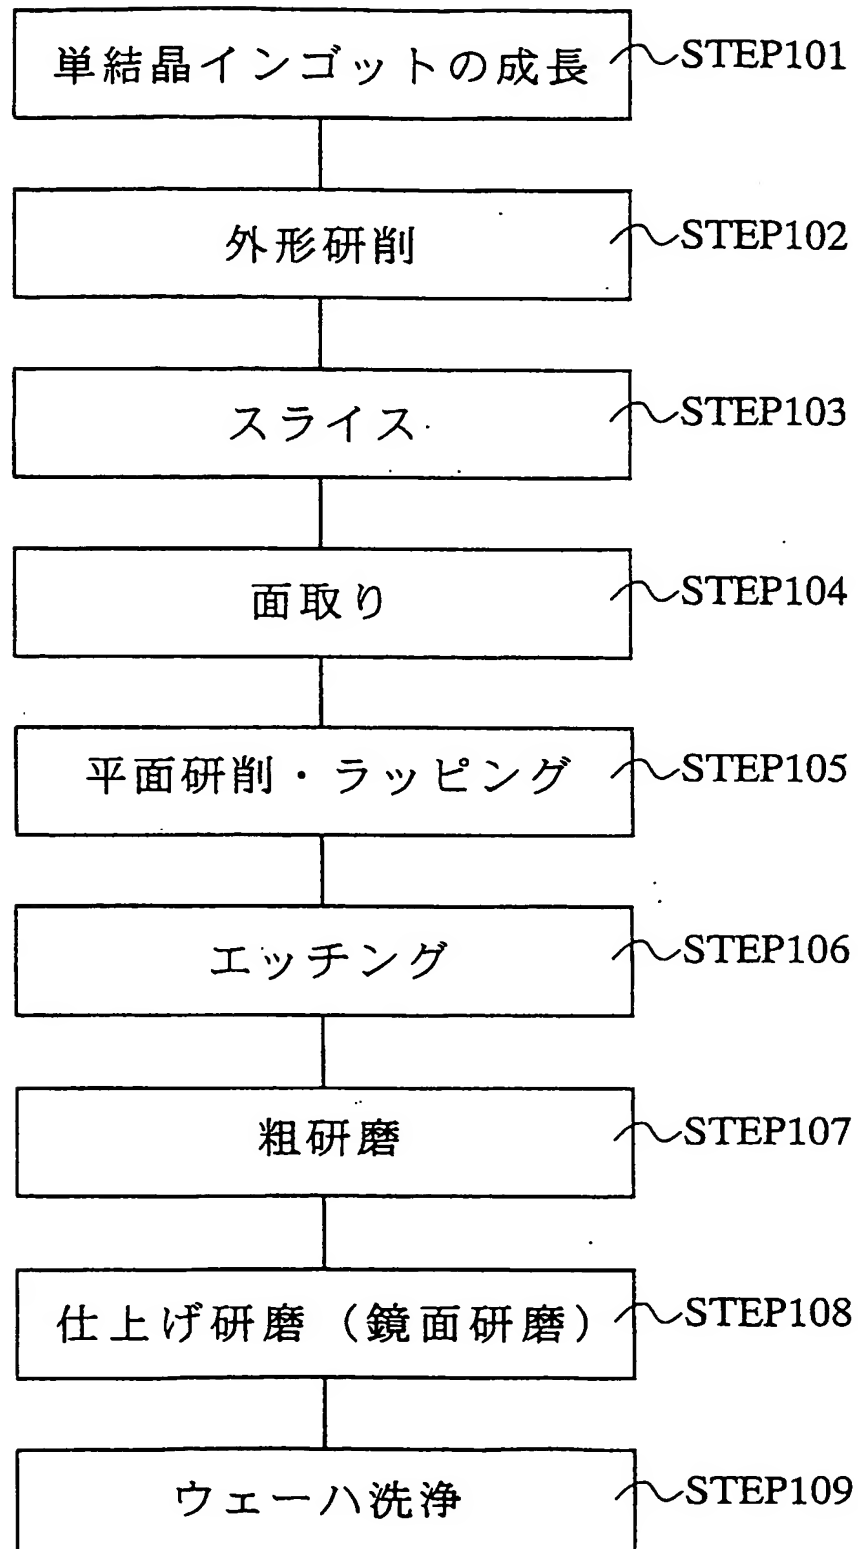 単結晶インゴットの成長 STEP101
外形研削 STEP102
スライス STEP103
面取り STEP104
平面研削・ラッピング STEP105
エッチング STEP106
粗研磨 STEP107
仕上げ研磨（鏡面研磨） STEP108
ウェーハ洗浄 STEP109